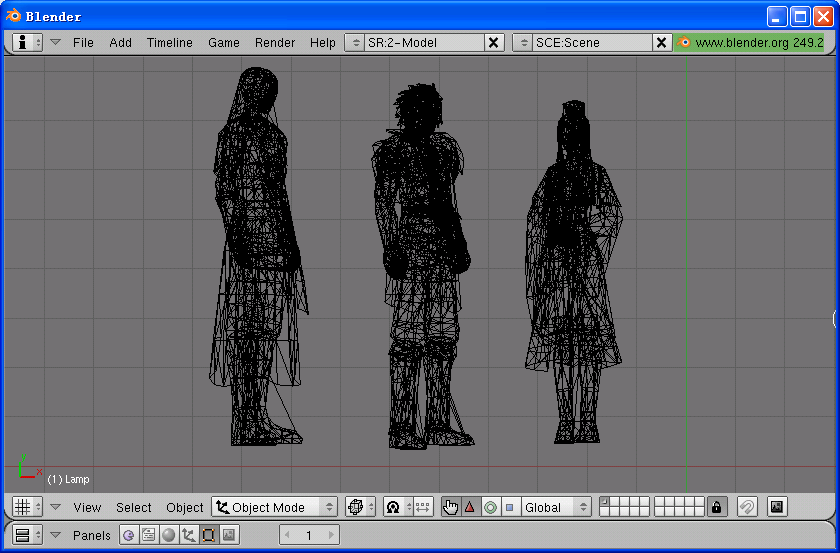 Blender
File Add Timeline Game Render Help SR:2-Model SCE:Scene www.blender.org 249.2
(1) Lamp
View Select Object Object Mode Global
Panels 1